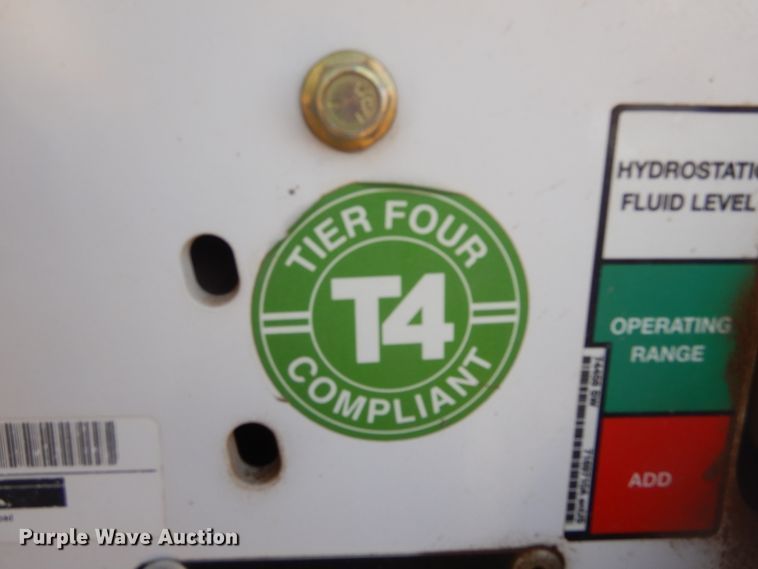 TIER FOUR
T4
COMPLIANT
HYDROSTATIC
FLUID LEVEL
OPERATING
RANGE
ADD
Purple Wave Auction